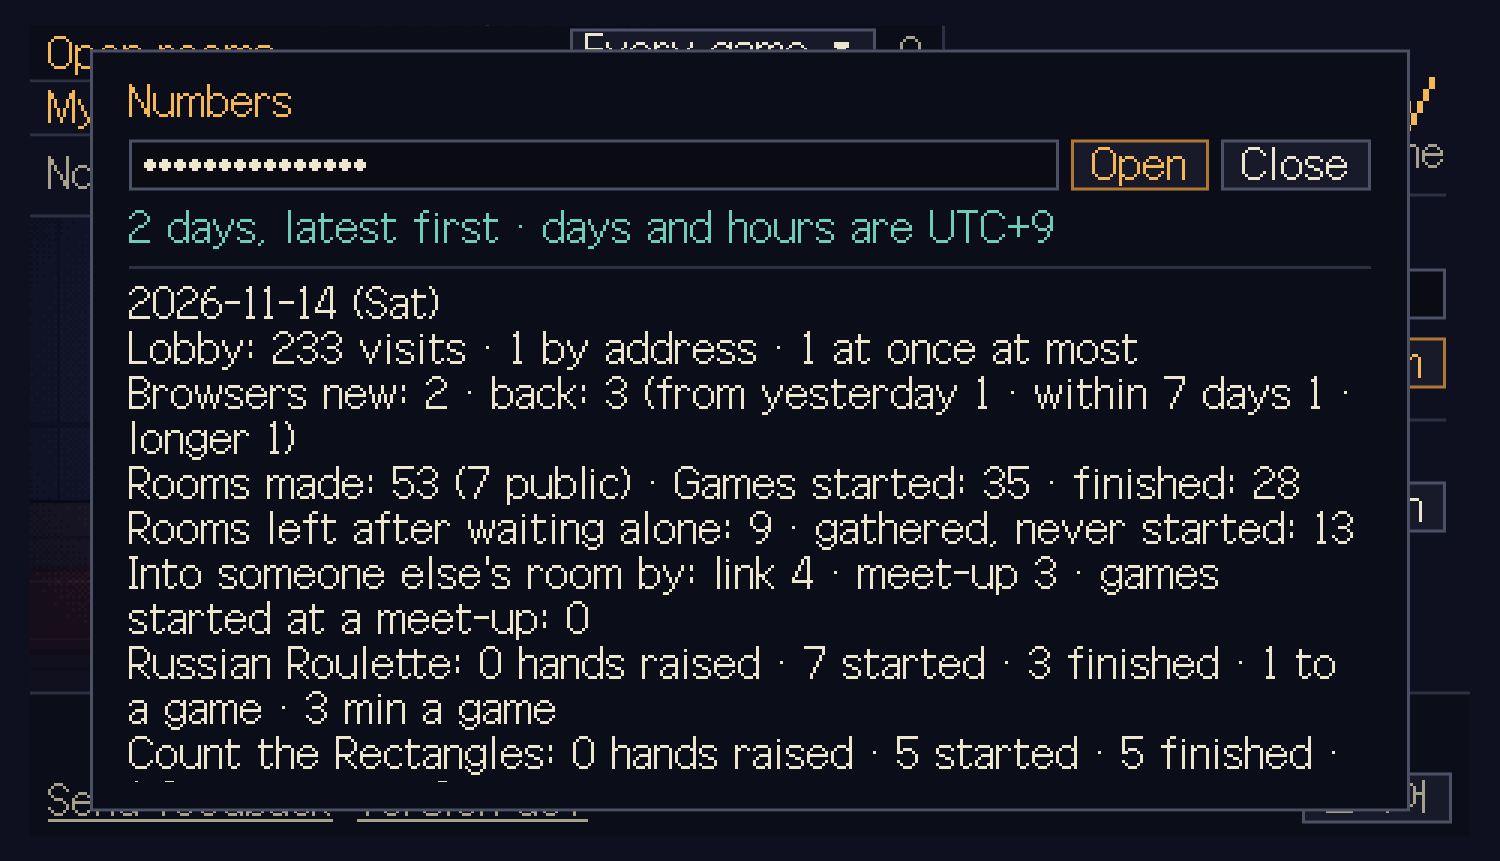 Numbers
•••••••••••••••
Open
Close
2 days, latest first · days and hours are UTC+9
2026-11-14 (Sat)
Lobby: 233 visits · 1 by address · 1 at once at most
Browsers new: 2 · back: 3 (from yesterday 1 · within 7 days 1 ·
longer 1)
Rooms made: 53 (7 public) · Games started: 35 · finished: 28
Rooms left after waiting alone: 9 · gathered, never started: 13
Into someone else's room by: link 4 · meet-up 3 · games
started at a meet-up: 0
Russian Roulette: 0 hands raised · 7 started · 3 finished · 1 to
a game · 3 min a game
Count the Rectangles: 0 hands raised · 5 started · 5 finished ·
Every game
My